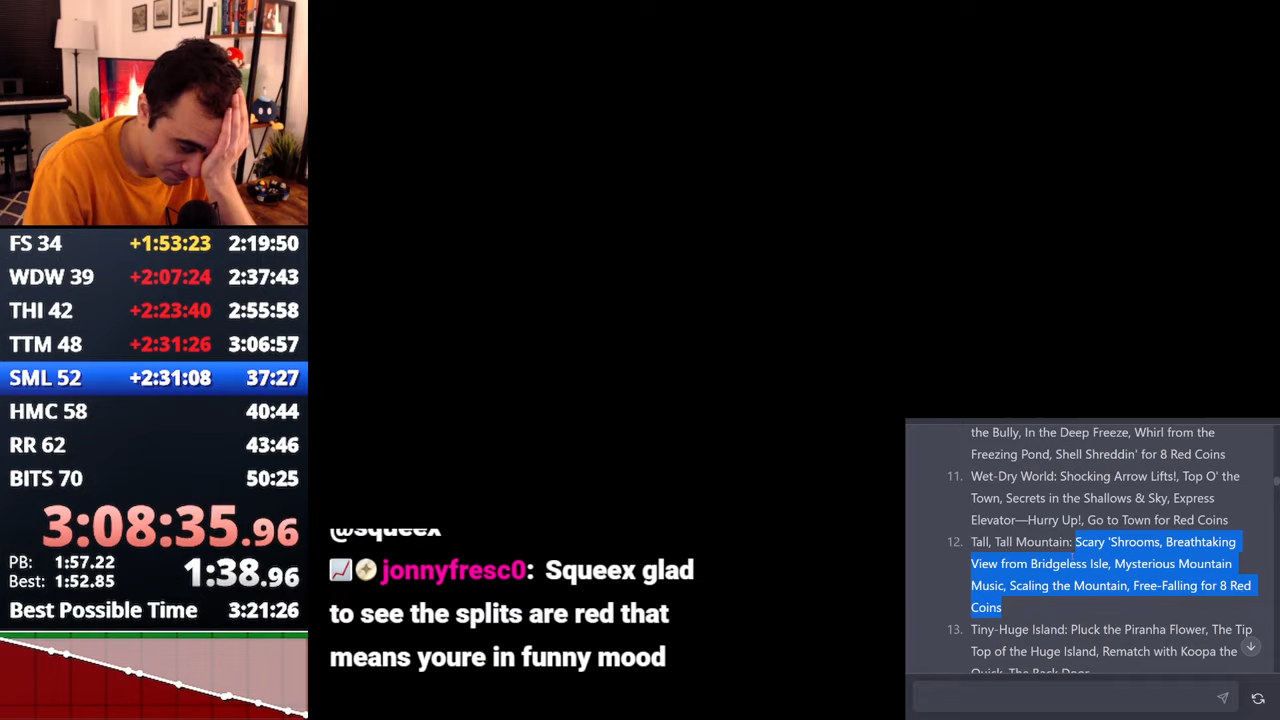 FS 34 +1:53:23 2:19:50
WDW 39 +2:07:24 2:37:43
THI 42 +2:23:40 2:55:58
TTM 48 +2:31:26 3:06:57
SML 52 +2:31:08 37:27
HMC 58 40:44
RR 62 43:46
BITS 70 50:25
3:08:35.96
PB: 1:57.22
Best: 1:52.85
1:38.96
Best Possible Time 3:21:26
@squeex
jonnyfresc0: Squeex glad
to see the splits are red that
means youre in funny mood
the Bully, In the Deep Freeze, Whirl from the
Freezing Pond, Shell Shreddin' for 8 Red Coins
11. Wet-Dry World: Shocking Arrow Lifts!, Top O' the
Town, Secrets in the Shallows & Sky, Express
Elevator—Hurry Up!, Go to Town for Red Coins
12. Tall, Tall Mountain: Scary 'Shrooms, Breathtaking
View from Bridgeless Isle, Mysterious Mountain
Music, Scaling the Mountain, Free-Falling for 8 Red
Coins
13. Tiny-Huge Island: Pluck the Piranha Flower, The Tip
Top of the Huge Island, Rematch with Koopa the
Quick, The Back Door